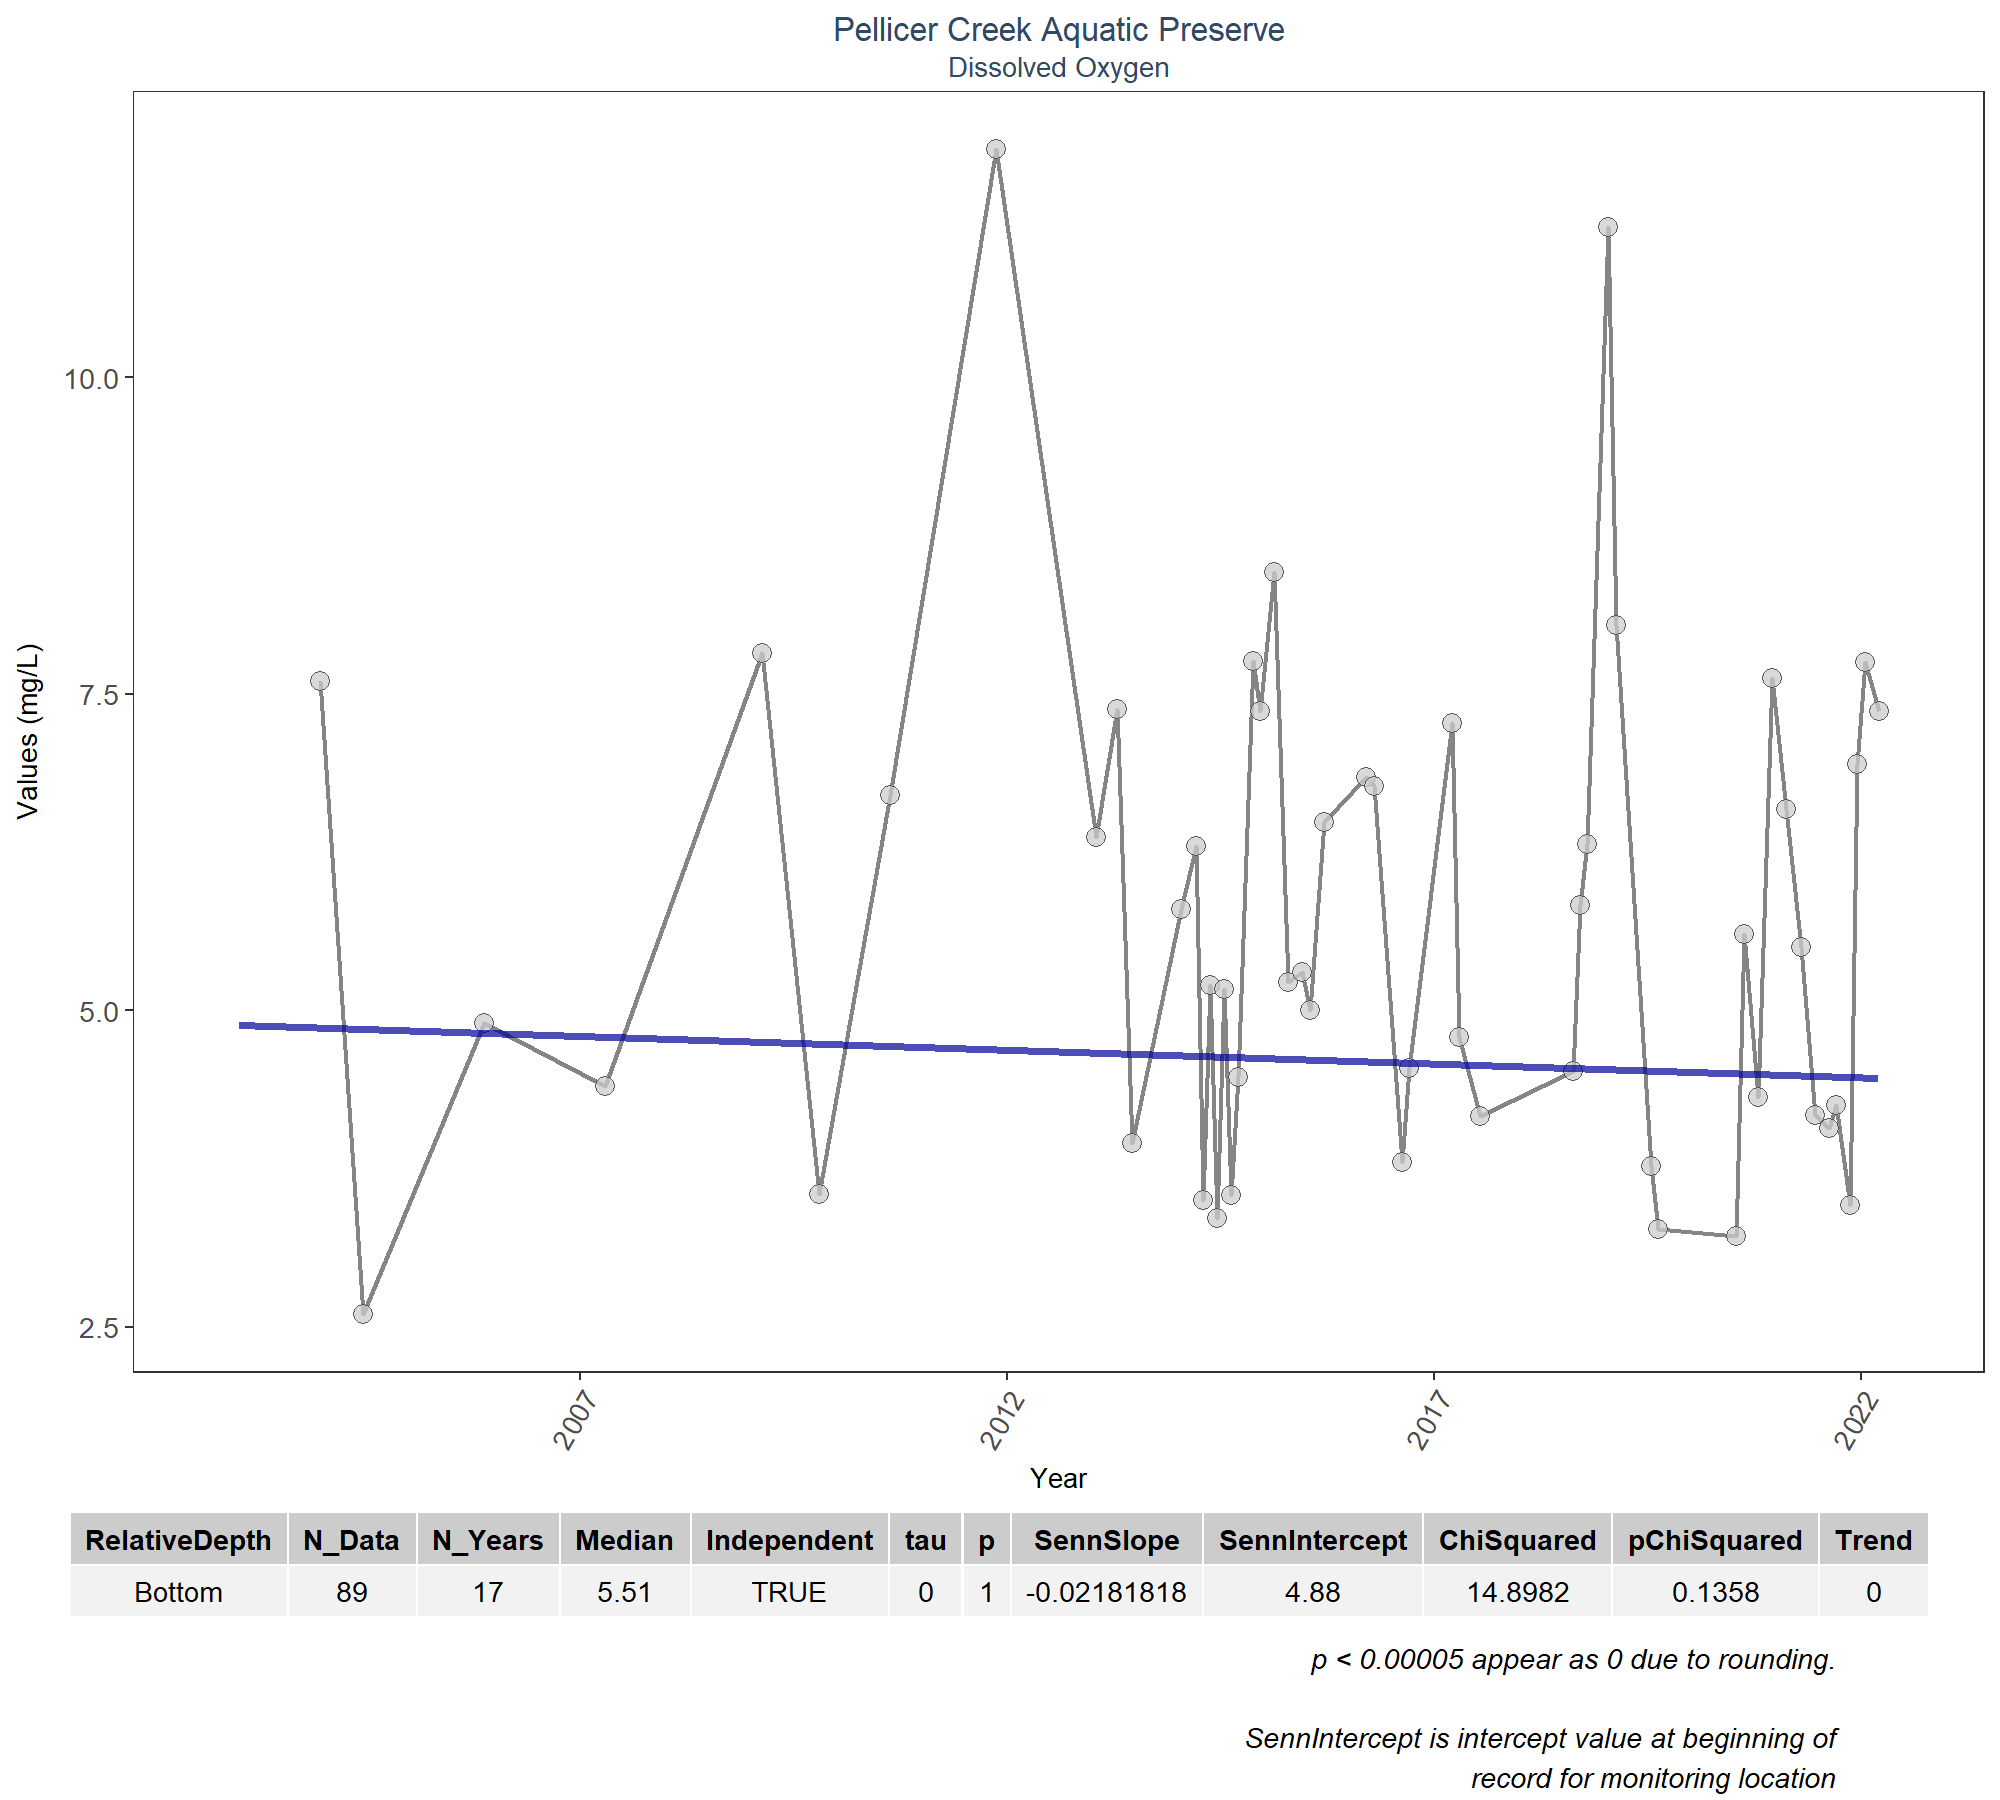 Pellicer Creek Aquatic Preserve
Dissolved Oxygen
Values (mg/L)
10.0
7.5
5.0
2.5
2007 2012 2017 2022
Year
RelativeDepth N_Data N_Years Median Independent tau p SennSlope SennIntercept ChiSquared pChiSquared Trend
Bottom 89 17 5.51 TRUE 0 1 -0.02181818 4.88 14.8982 0.1358 0
p < 0.00005 appear as 0 due to rounding.
SennIntercept is intercept value at beginning of
record for monitoring location